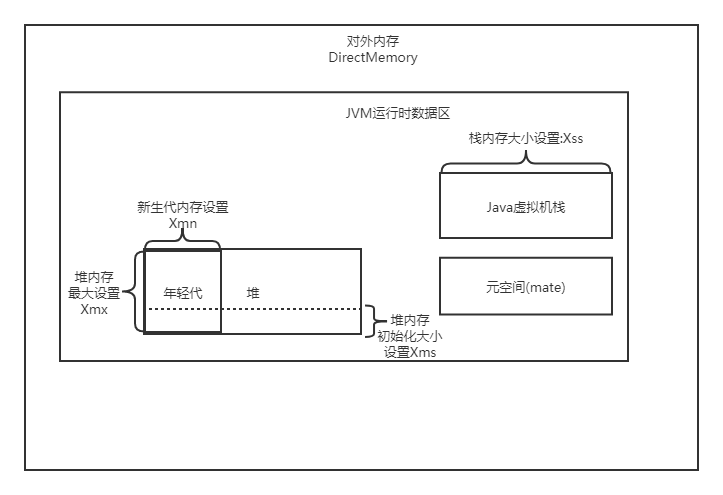 对外内存
DirectMemory
JVM运行时数据区
栈内存大小设置:Xss
Java虚拟机栈
新生代内存设置
Xmn
堆内存
最大设置
Xmx
年轻代
堆
元空间(mate)
堆内存
初始化大小
设置Xms